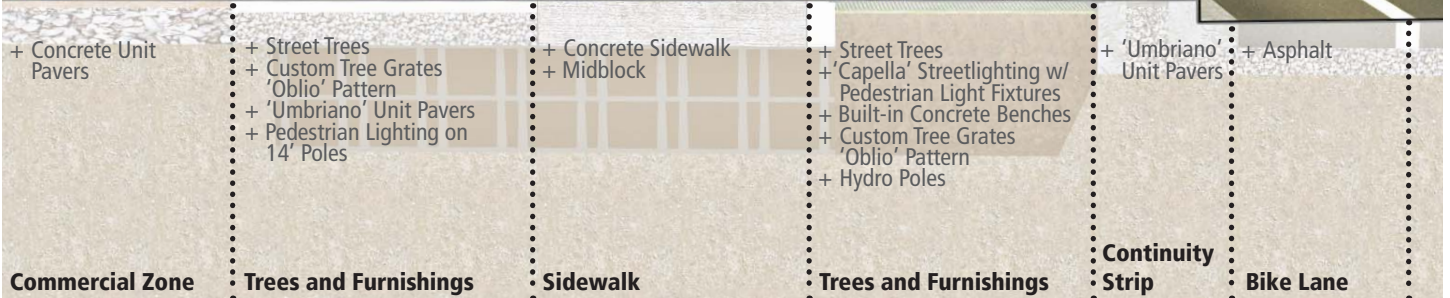 + Concrete Unit
Pavers
Commercial Zone
+ Street Trees
+ Custom Tree Grates
'Oblio' Pattern
+ 'Umbriano' Unit Pavers
+ Pedestrian Lighting on
14' Poles
Trees and Furnishings
+ Concrete Sidewalk
+ Midblock
Sidewalk
+ Street Trees
+'Capella' Streetlighting w/
Pedestrian Light Fixtures
+ Built-in Concrete Benches
+ Custom Tree Grates
'Oblio' Pattern
+ Hydro Poles
Trees and Furnishings
+ 'Umbriano'
Unit Pavers
Continuity
Strip
+ Asphalt
Bike Lane